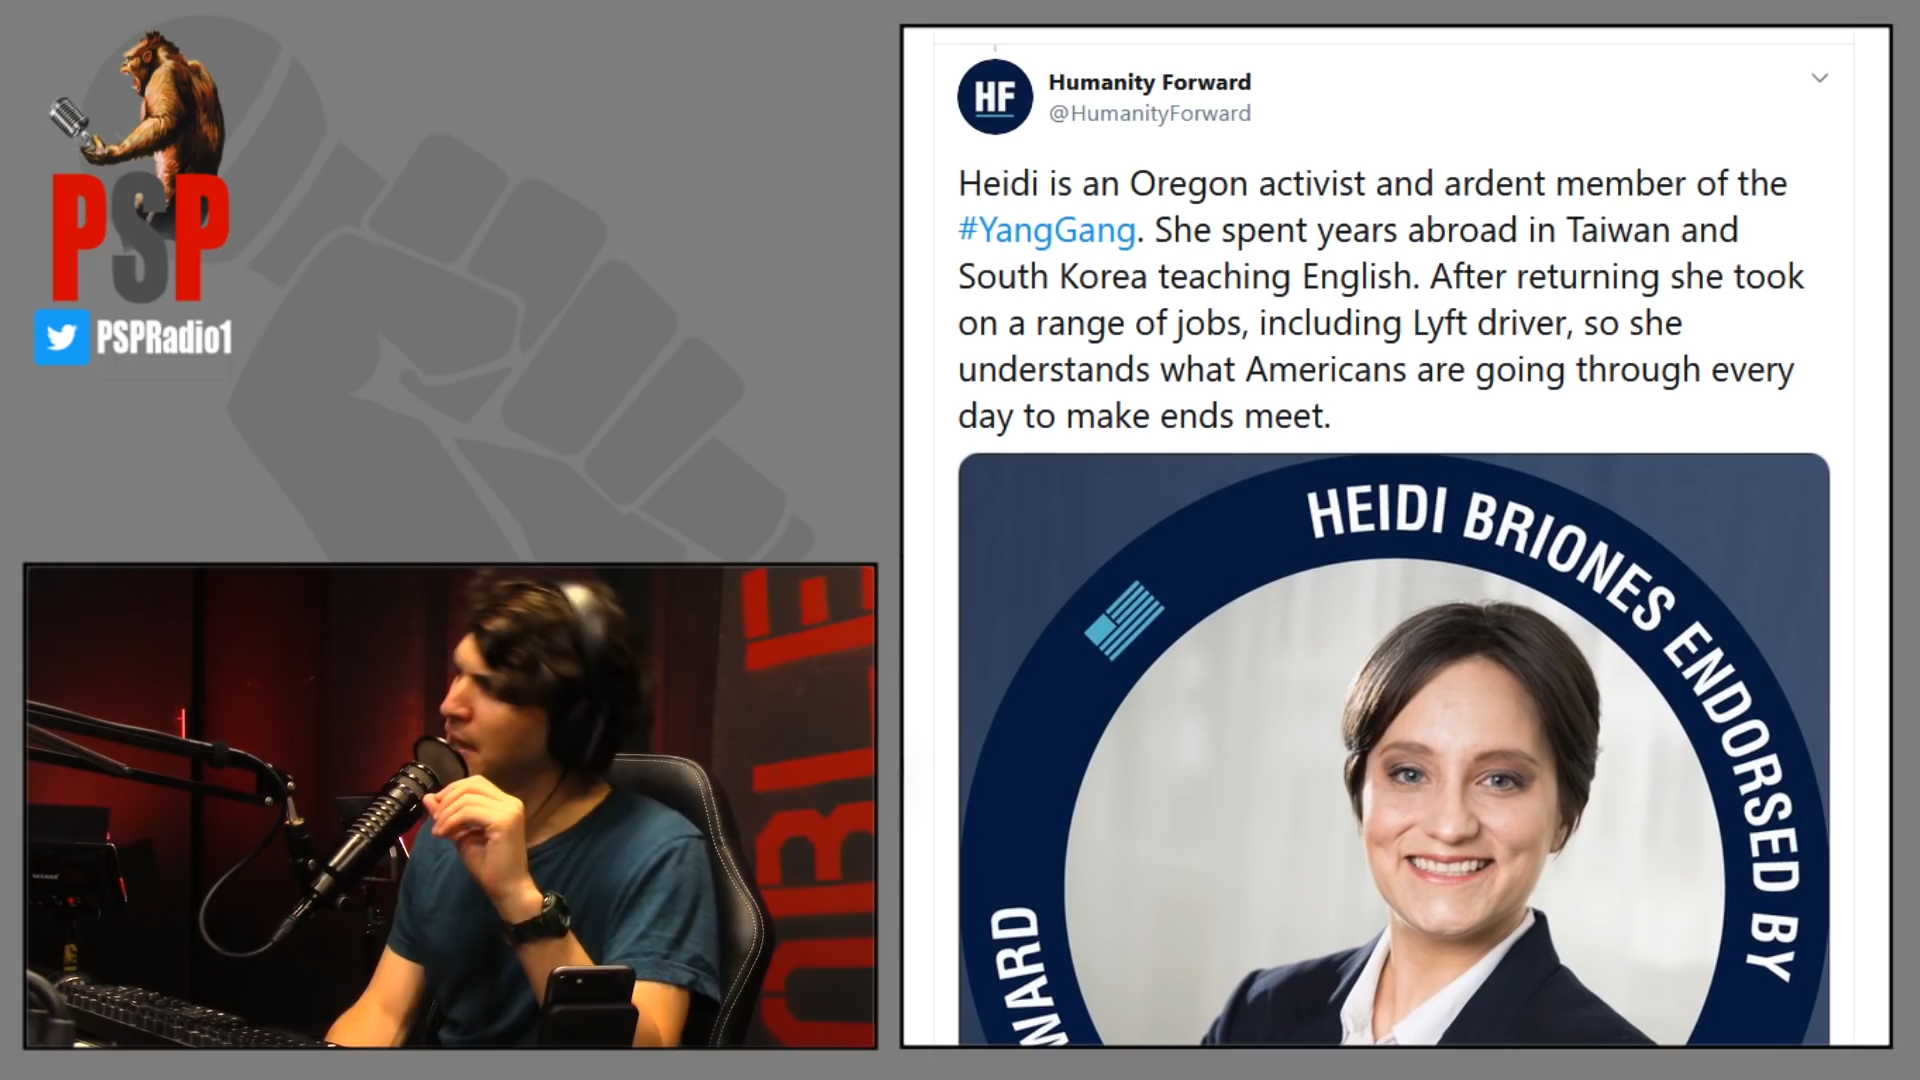 PSP
PSPRadio1
HF
Humanity Forward
@HumanityForward
Heidi is an Oregon activist and ardent member of the
#YangGang. She spent years abroad in Taiwan and
South Korea teaching English. After returning she took
on a range of jobs, including Lyft driver, so she
understands what Americans are going through every
day to make ends meet.
HEIDI BRIONES ENDORSED BY
WARD